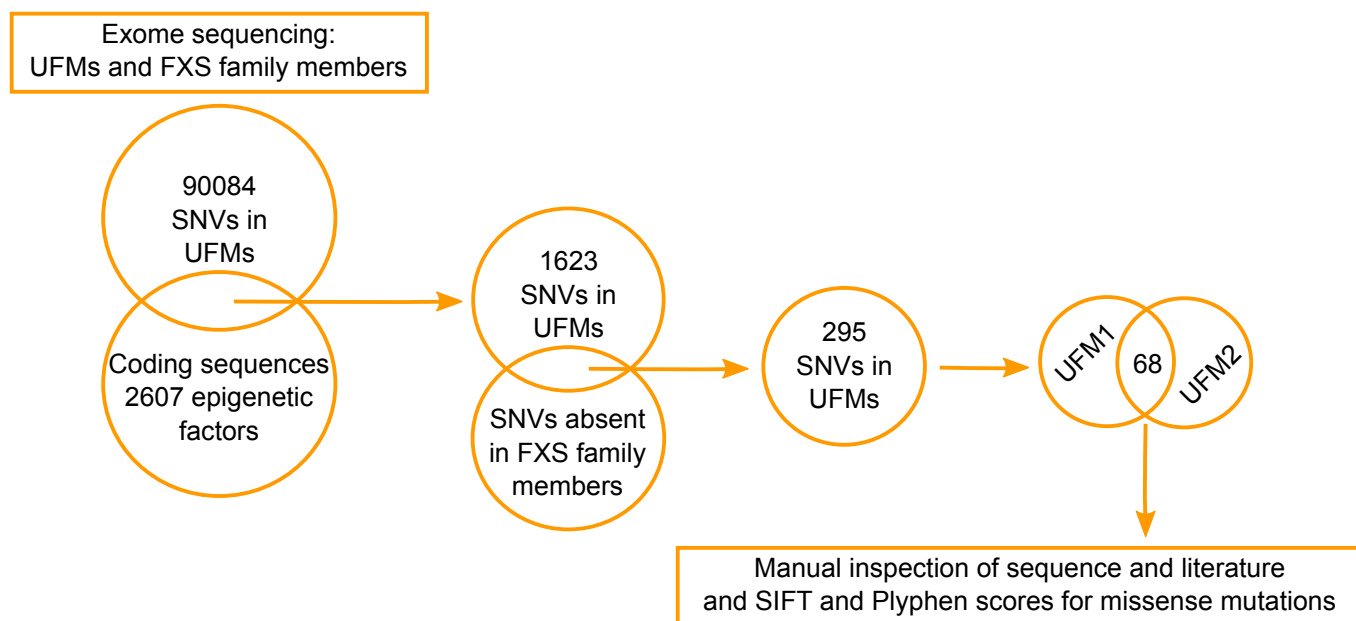 Exome sequencing:
UFMs and FXS family members
90084
SNVs in
UFMs
Coding sequences
2607 epigenetic
factors
1623
SNVs in
UFMs
SNVs absent
in FXS family
members
295
SNVs in
UFMs
UFM1
68
UFM2
Manual inspection of sequence and literature
and SIFT and Plyphen scores for missense mutations